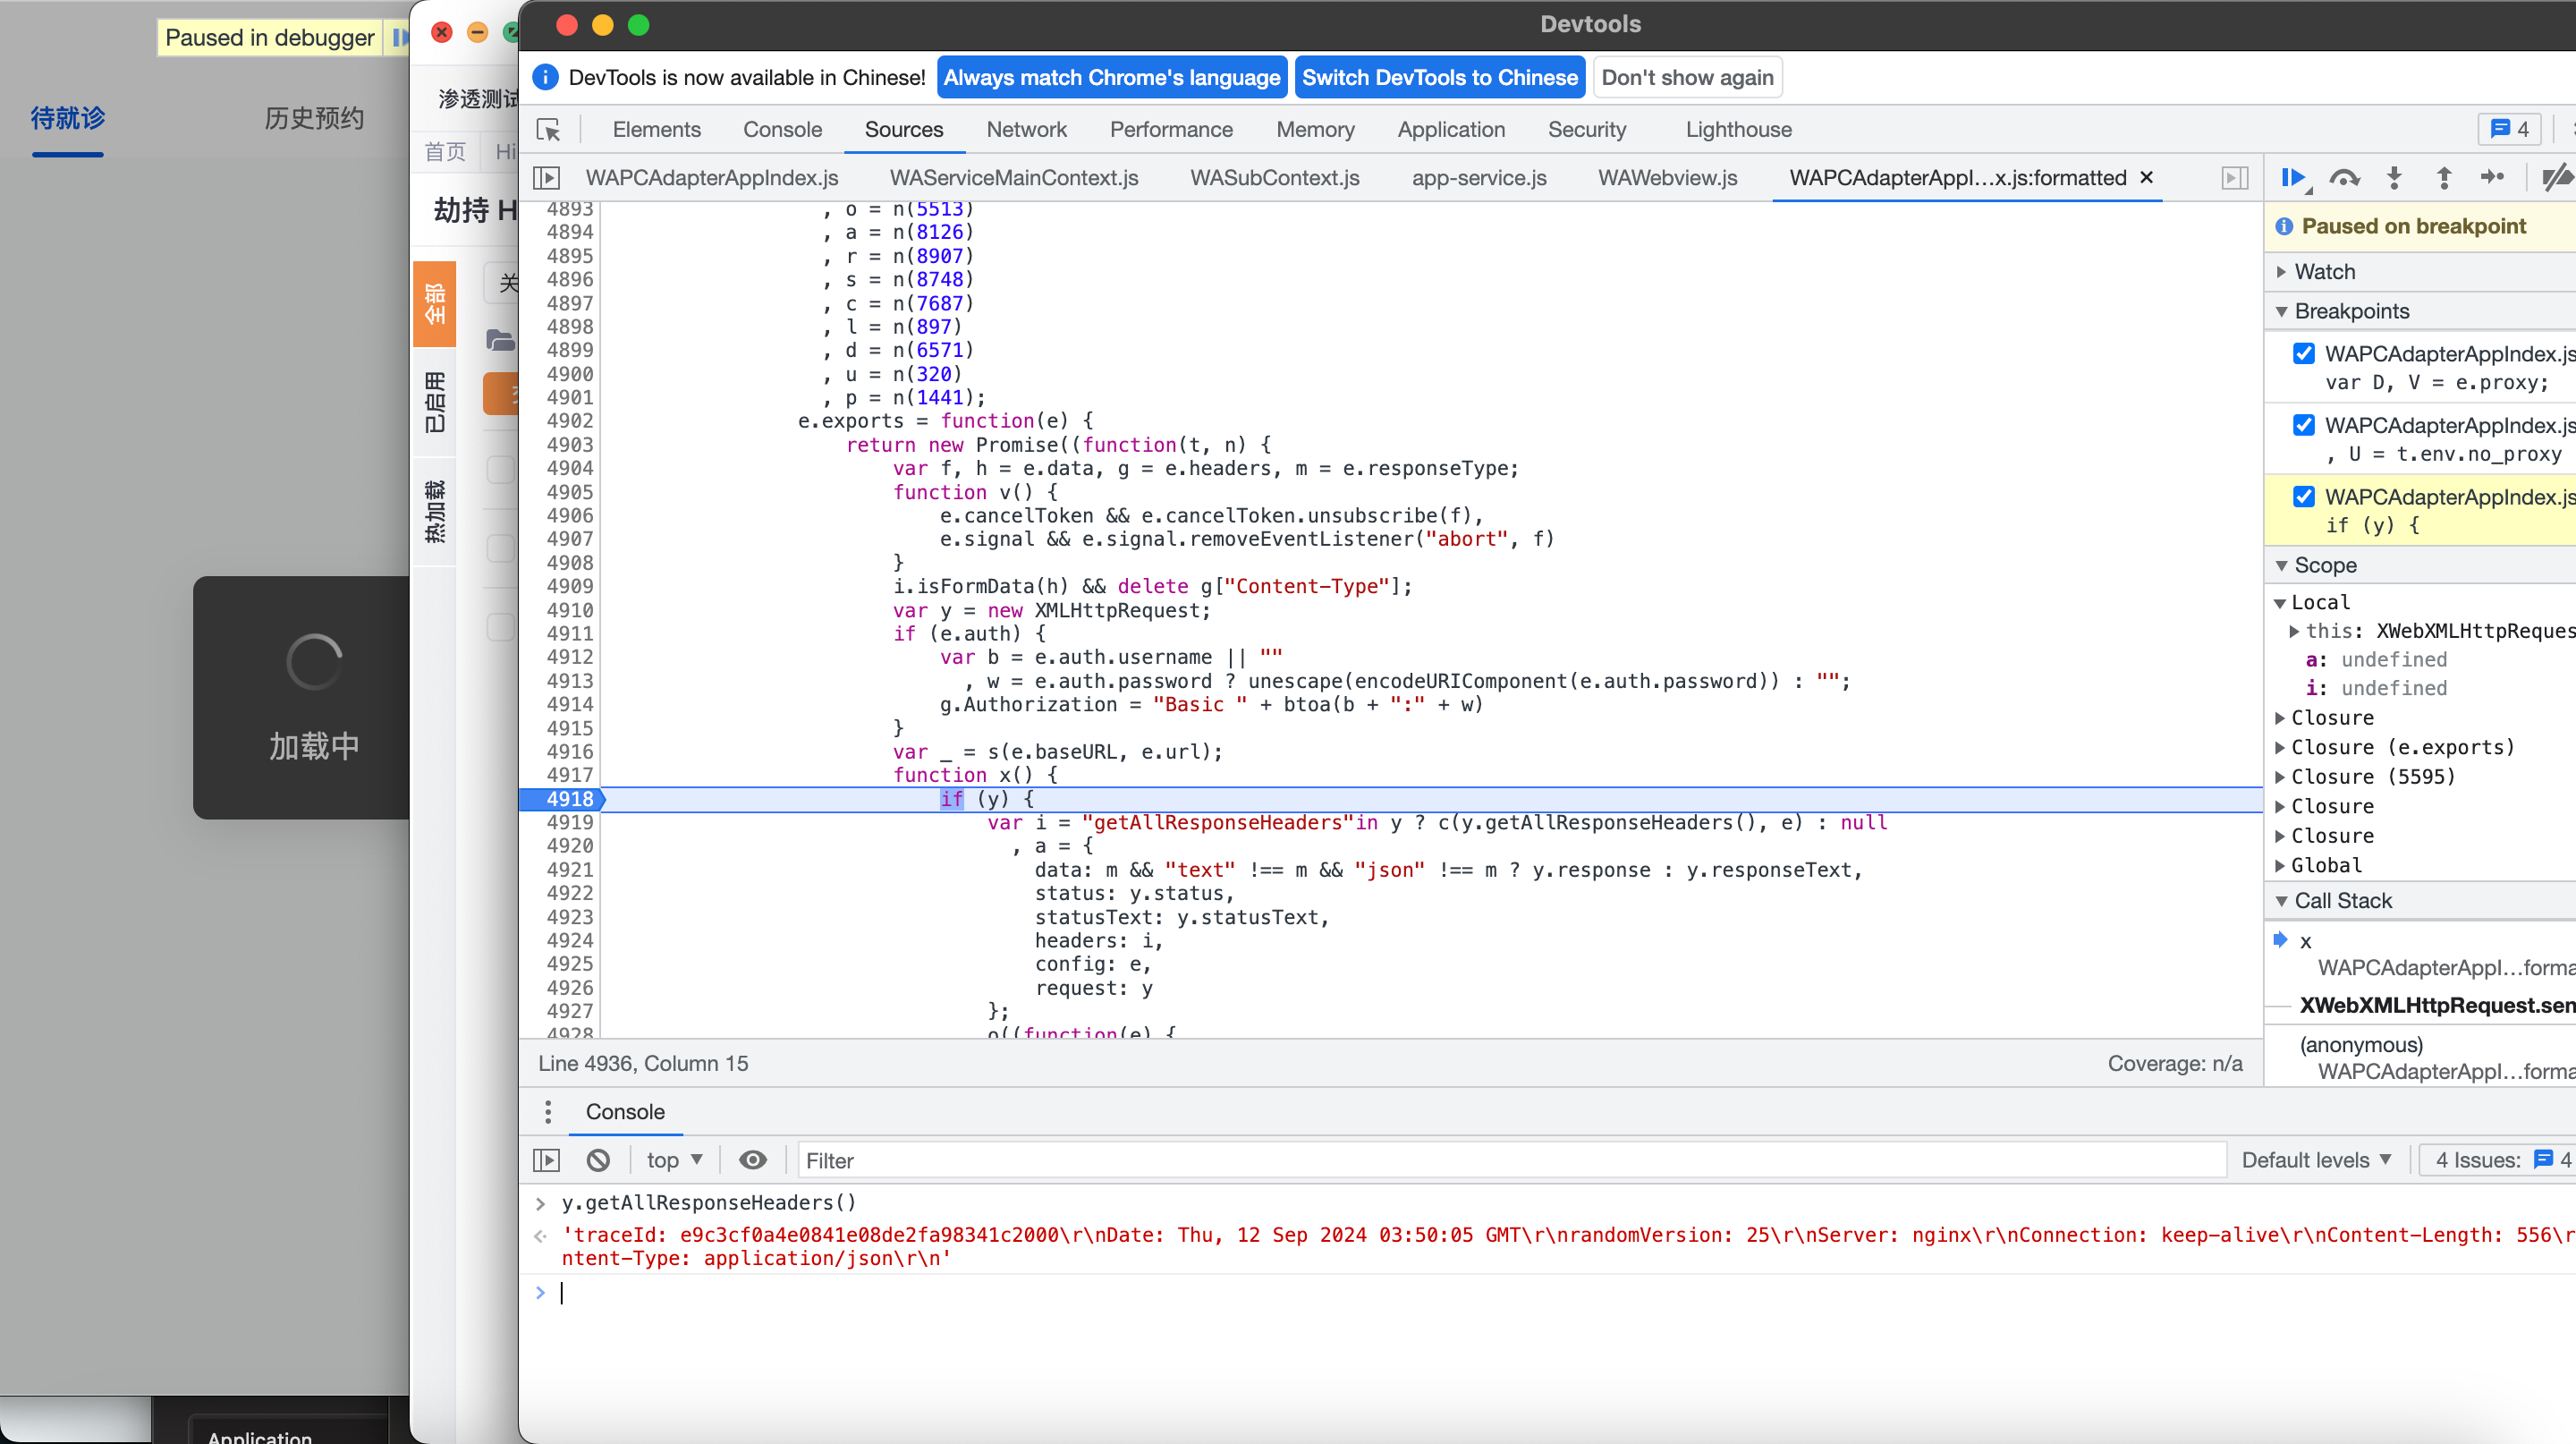 Paused in debugger
待就诊
历史预约
加载中
Application
渗透测试
首页
Hi
劫持 H
全部
已启用
热加载
关
Devtools
DevTools is now available in Chinese!
Always match Chrome's language
Switch DevTools to Chinese
Don't show again
Elements
Console
Sources
Network
Performance
Memory
Application
Security
Lighthouse
4
WAPCAdapterAppIndex.js
WAServiceMainContext.js
WASubContext.js
app-service.js
WAWebview.js
WAPCAdapterAppI...x.js:formatted
4893 , o = n(5513)
4894 , a = n(8126)
4895 , r = n(8907)
4896 , s = n(8748)
4897 , c = n(7687)
4898 , l = n(897)
4899 , d = n(6571)
4900 , u = n(320)
4901 , p = n(1441);
4902 e.exports = function(e) {
4903 return new Promise((function(t, n) {
4904 var f, h = e.data, g = e.headers, m = e.responseType;
4905 function v() {
4906 e.cancelToken && e.cancelToken.unsubscribe(f),
4907 e.signal && e.signal.removeEventListener("abort", f)
4908 }
4909 i.isFormData(h) && delete g["Content-Type"];
4910 var y = new XMLHttpRequest;
4911 if (e.auth) {
4912 var b = e.auth.username || ""
4913 , w = e.auth.password ? unescape(encodeURIComponent(e.auth.password)) : "";
4914 g.Authorization = "Basic " + btoa(b + ":" + w)
4915 }
4916 var _ = s(e.baseURL, e.url);
4917 function x() {
4918 if (y) {
4919 var i = "getAllResponseHeaders"in y ? c(y.getAllResponseHeaders(), e) : null
4920 , a = {
4921 data: m && "text" !== m && "json" !== m ? y.response : y.responseText,
4922 status: y.status,
4923 statusText: y.statusText,
4924 headers: i,
4925 config: e,
4926 request: y
4927 };
4928 o((function(e) {
Line 4936, Column 15
Coverage: n/a
Paused on breakpoint
Watch
Breakpoints
WAPCAdapterAppIndex.js
var D, V = e.proxy;
WAPCAdapterAppIndex.js
, U = t.env.no_proxy
WAPCAdapterAppIndex.js
if (y) {
Scope
Local
this: XWebXMLHttpReques
a: undefined
i: undefined
Closure
Closure (e.exports)
Closure (5595)
Closure
Closure
Global
Call Stack
x
WAPCAdapterAppI...forma
XWebXMLHttpRequest.sen
(anonymous)
WAPCAdapterAppI...forma
Console
top
Filter
Default levels
4 Issues:
4
y.getAllResponseHeaders()
'traceId: e9c3cf0a4e0841e08de2fa98341c2000\r\nDate: Thu, 12 Sep 2024 03:50:05 GMT\r\nrandomVersion: 25\r\nServer: nginx\r\nConnection: keep-alive\r\nContent-Length: 556\r
ntent-Type: application/json\r\n'